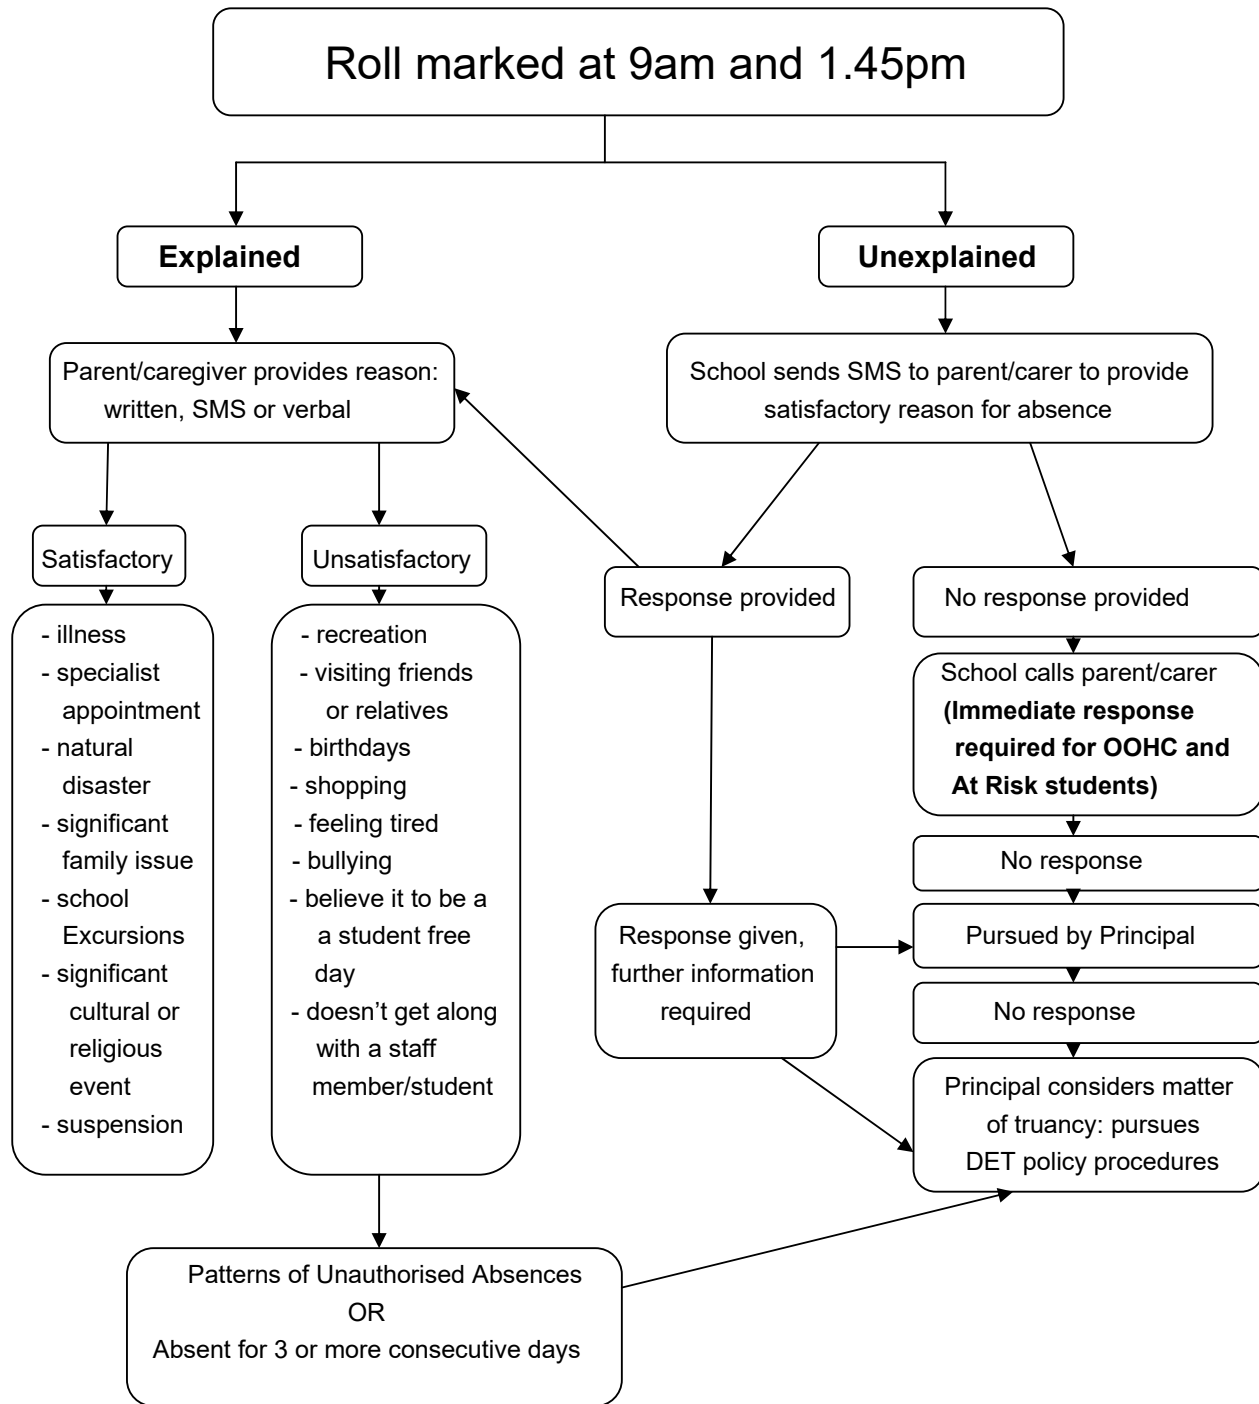 Roll marked at 9am and 1.45pm
Explained
Unexplained
Parent/caregiver provides reason:
written, SMS or verbal
School sends SMS to parent/carer to provide
satisfactory reason for absence
Satisfactory
Unsatisfactory
Response provided
No response provided
- illness
- specialist
appointment
- natural
disaster
- significant
family issue
- school
Excursions
- significant
cultural or
religious
event
- suspension
- recreation
- visiting friends
or relatives
- birthdays
- shopping
- feeling tired
- bullying
- believe it to be a
a student free
day
- doesn’t get along
with a staff
member/student
School calls parent/carer
(Immediate response
required for OOHC and
At Risk students)
No response
Response given,
further information
required
Pursued by Principal
No response
Principal considers matter
of truancy: pursues
DET policy procedures
Patterns of Unauthorised Absences
OR
Absent for 3 or more consecutive days